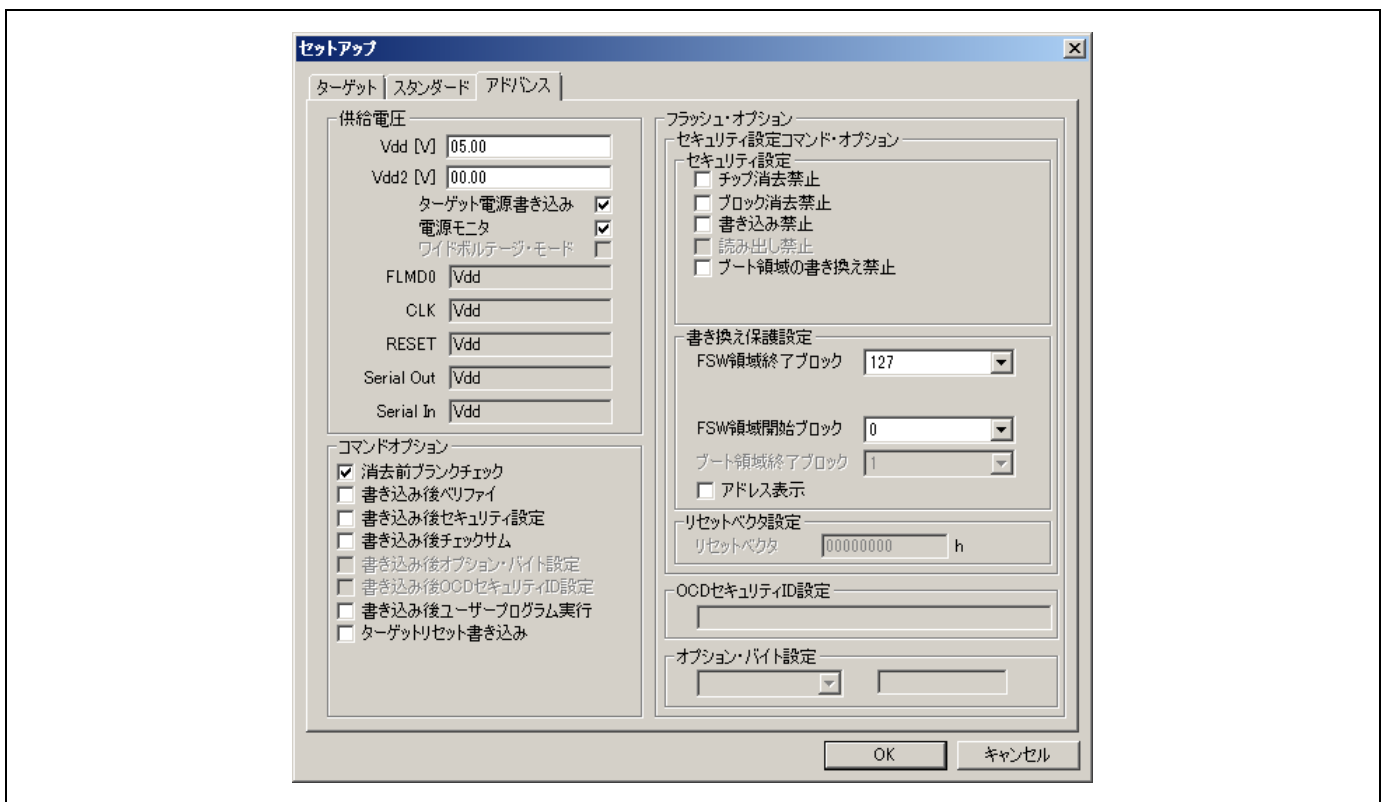 セットアップ
ターゲット
スタンダード
アドバンス
供給電圧
Vdd [V] 05.00
Vdd2 [V] 00.00
ターゲット電源書き込み
電源モニタ
ワイドボルテージ・モード
FLMD0 Vdd
CLK Vdd
RESET Vdd
Serial Out Vdd
Serial In Vdd
コマンドオプション
消去前ブランクチェック
書き込み後ベリファイ
書き込み後セキュリティ設定
書き込み後チェックサム
書き込み後オプション・バイト設定
書き込み後OCDセキュリティID設定
書き込み後ユーザープログラム実行
ターゲットリセット書き込み
フラッシュ・オプション
セキュリティ設定コマンド・オプション
セキュリティ設定
チップ消去禁止
ブロック消去禁止
書き込み禁止
読み出し禁止
ブート領域の書き換え禁止
書き換え保護設定
FSW領域終了ブロック 127
FSW領域開始ブロック 0
ブート領域終了ブロック 1
アドレス表示
リセットベクタ設定
リセットベクタ 00000000 h
OCDセキュリティID設定
オプション・バイト設定
OK
キャンセル